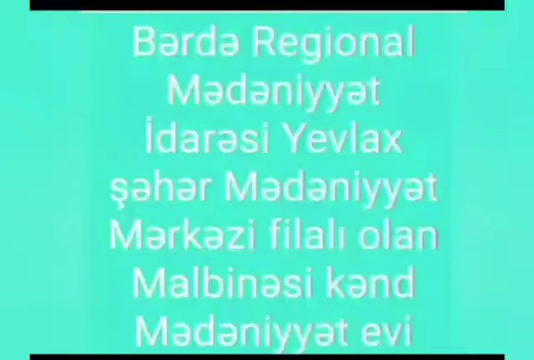 Bərdə Regional
Mədəniyyət
İdarəsi Yevlax
şəhər Mədəniyyət
Mərkəzi filalı olan
Malbinəsi kənd
Mədəniyyət evi